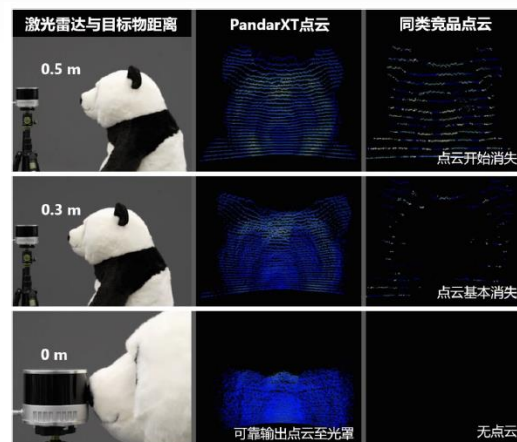 激光雷达与目标物距离
PandarXT点云
同类竞品点云
0.5 m
点云开始消失
0.3 m
点云基本消失
0 m
可靠输出点云至光罩
无点云